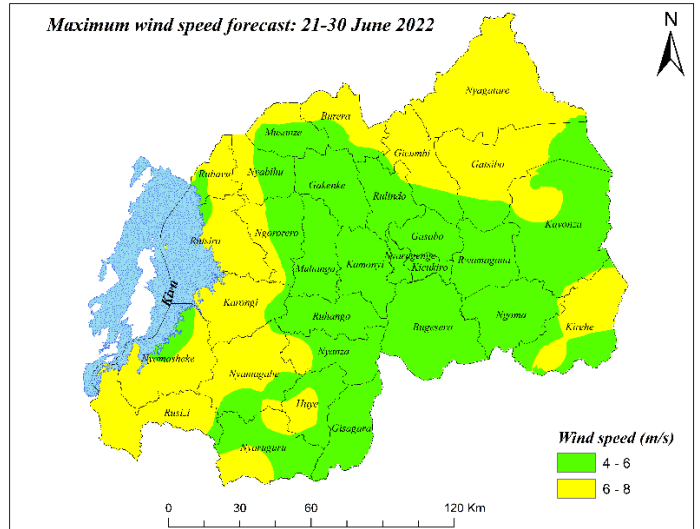 Maximum wind speed forecast: 21-30 June 2022
N
Nyagatare
Burera
Musanze
Gicumbi
Gatsibo
Rubavu
Nyabihu
Gakenke
Rulindo
Kayonza
Rutsiro
Ngororero
Gasabo
Nyarugenge
Rwamagana
Muhanga
Kamonyi
Kicukiro
Kivu
Karongi
Ruhango
Bugesera
Ngoma
Kirehe
Nyamasheke
Nyanza
Nyamagabe
Rusizi
Huye
Gisagara
Nyaruguru
Wind speed (m/s)
4 - 6
6 - 8
0 30 60 120 Km